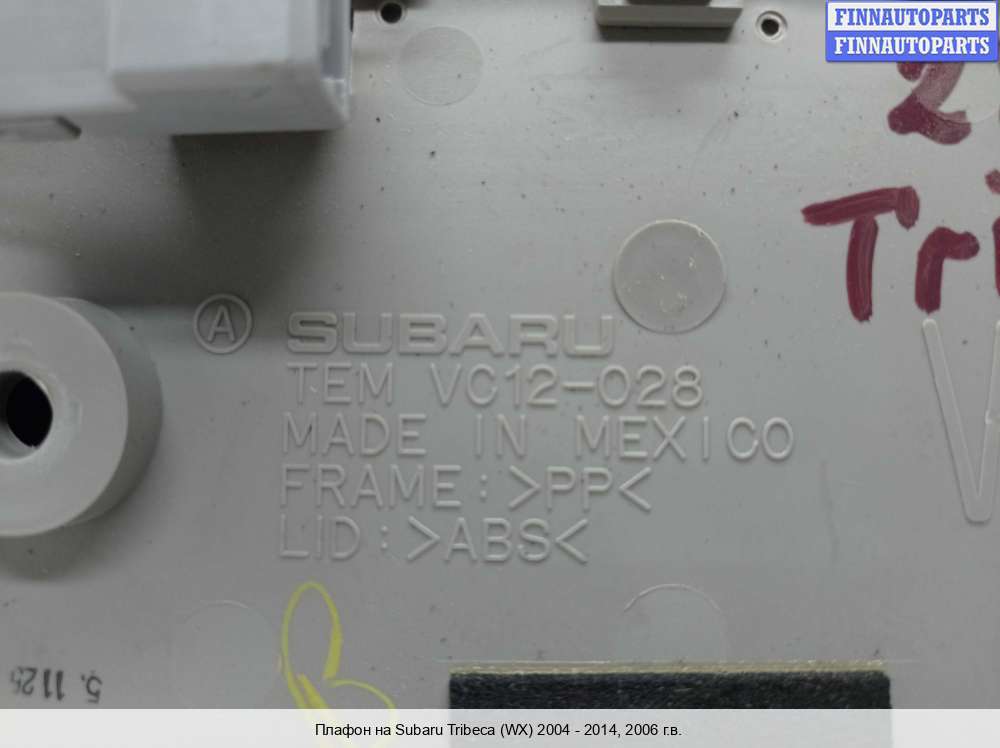 FINNAUTOPARTS
FINNAUTOPARTS
2
Tri
A
SUBARU
TEM VC12-028
MADE IN MEXICO
FRAME: >PP<
LID: >ABS<
Плафон на Subaru Tribeca (WX) 2004 - 2014, 2006 г.в.